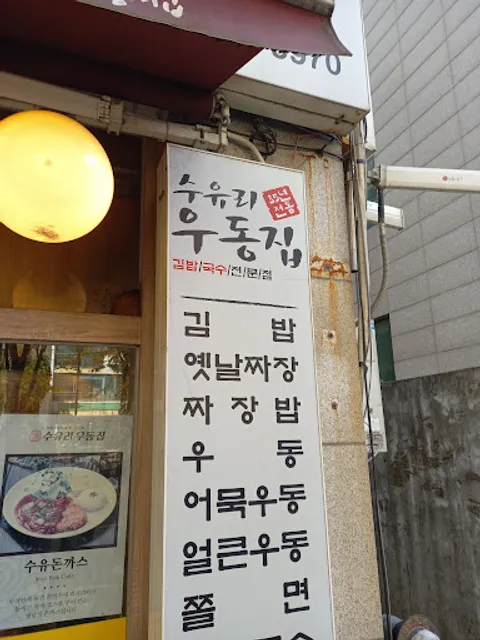 5970
수유리
35년
전통
우동집
김밥/국수/전/문/점
김 밥
옛날짜장
짜 장 밥
우 동
어묵우동
얼큰우동
쫄 면
수유리우동집
수유돈까스
LG